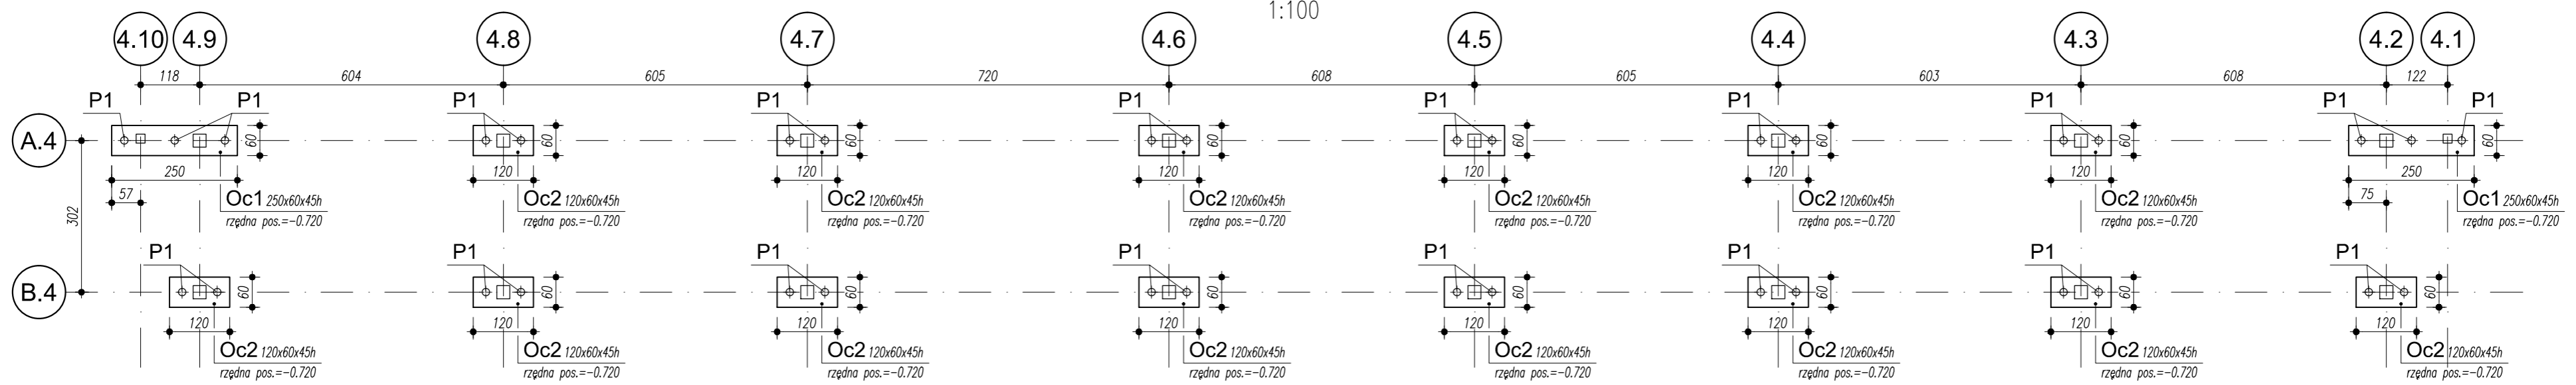 1:100
4.10 4.9 4.8 4.7 4.6 4.5 4.4 4.3 4.2 4.1
118 604 605 720 608 605 603 608 122
P1 P1 P1 P1 P1 P1 P1 P1 P1 P1
A.4 60 60 60 60 60 60 60 60
250 120 120 120 120 120 120 250
57 75
Oc1 250x60x45h Oc2 120x60x45h Oc2 120x60x45h Oc2 120x60x45h Oc2 120x60x45h Oc2 120x60x45h Oc2 120x60x45h Oc1 250x60x45h
rzędna pos.=-0.720 rzędna pos.=-0.720 rzędna pos.=-0.720 rzędna pos.=-0.720 rzędna pos.=-0.720 rzędna pos.=-0.720 rzędna pos.=-0.720 rzędna pos.=-0.720
302
P1 P1 P1 P1 P1 P1 P1 P1
B.4 60 60 60 60 60 60 60 60
120 120 120 120 120 120 120 120
Oc2 120x60x45h Oc2 120x60x45h Oc2 120x60x45h Oc2 120x60x45h Oc2 120x60x45h Oc2 120x60x45h Oc2 120x60x45h Oc2 120x60x45h
rzędna pos.=-0.720 rzędna pos.=-0.720 rzędna pos.=-0.720 rzędna pos.=-0.720 rzędna pos.=-0.720 rzędna pos.=-0.720 rzędna pos.=-0.720 rzędna pos.=-0.720